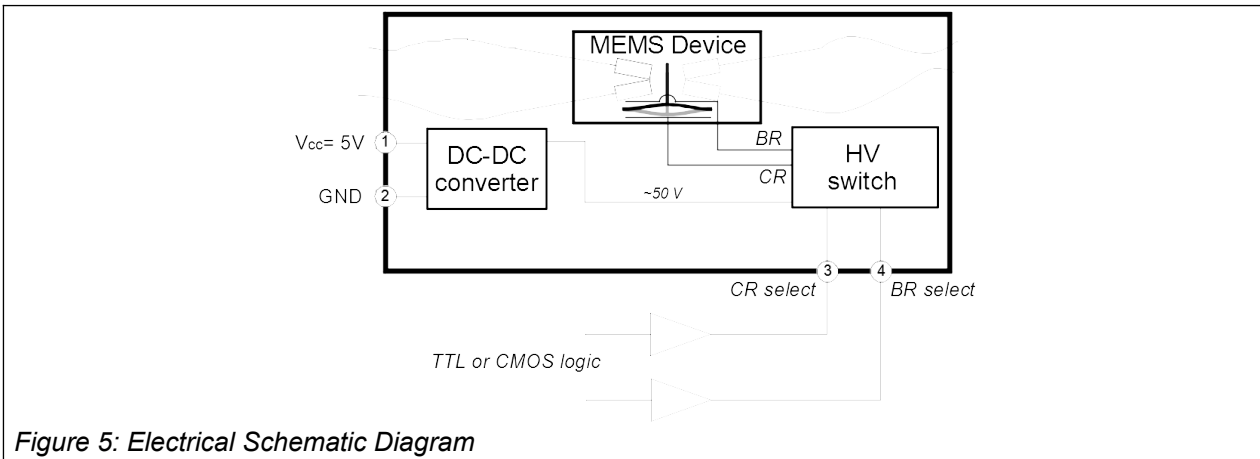 MEMS Device
Vcc= 5V
1
DC-DC
converter
GND
2
BR
CR
~50 V
HV
switch
3
4
CR select
BR select
TTL or CMOS logic
Figure 5: Electrical Schematic Diagram